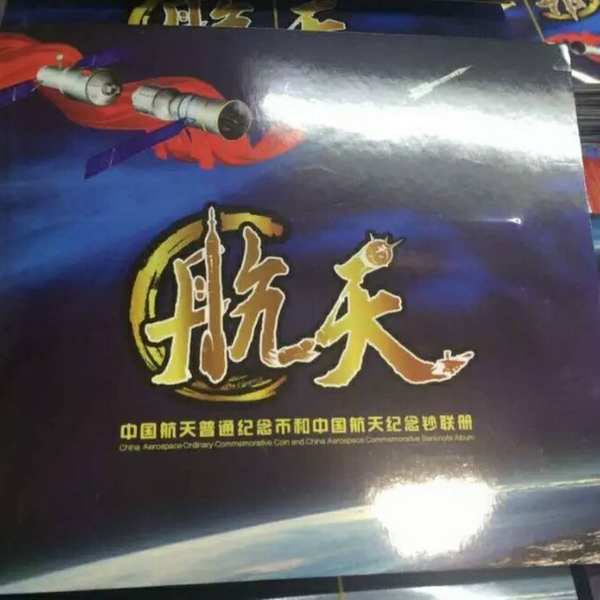 航天
中国航天普通纪念币和中国航天纪念钞联册
China Aerospace Ordinary Commemorative Coin and China Aerospace Commemorative Banknote Album